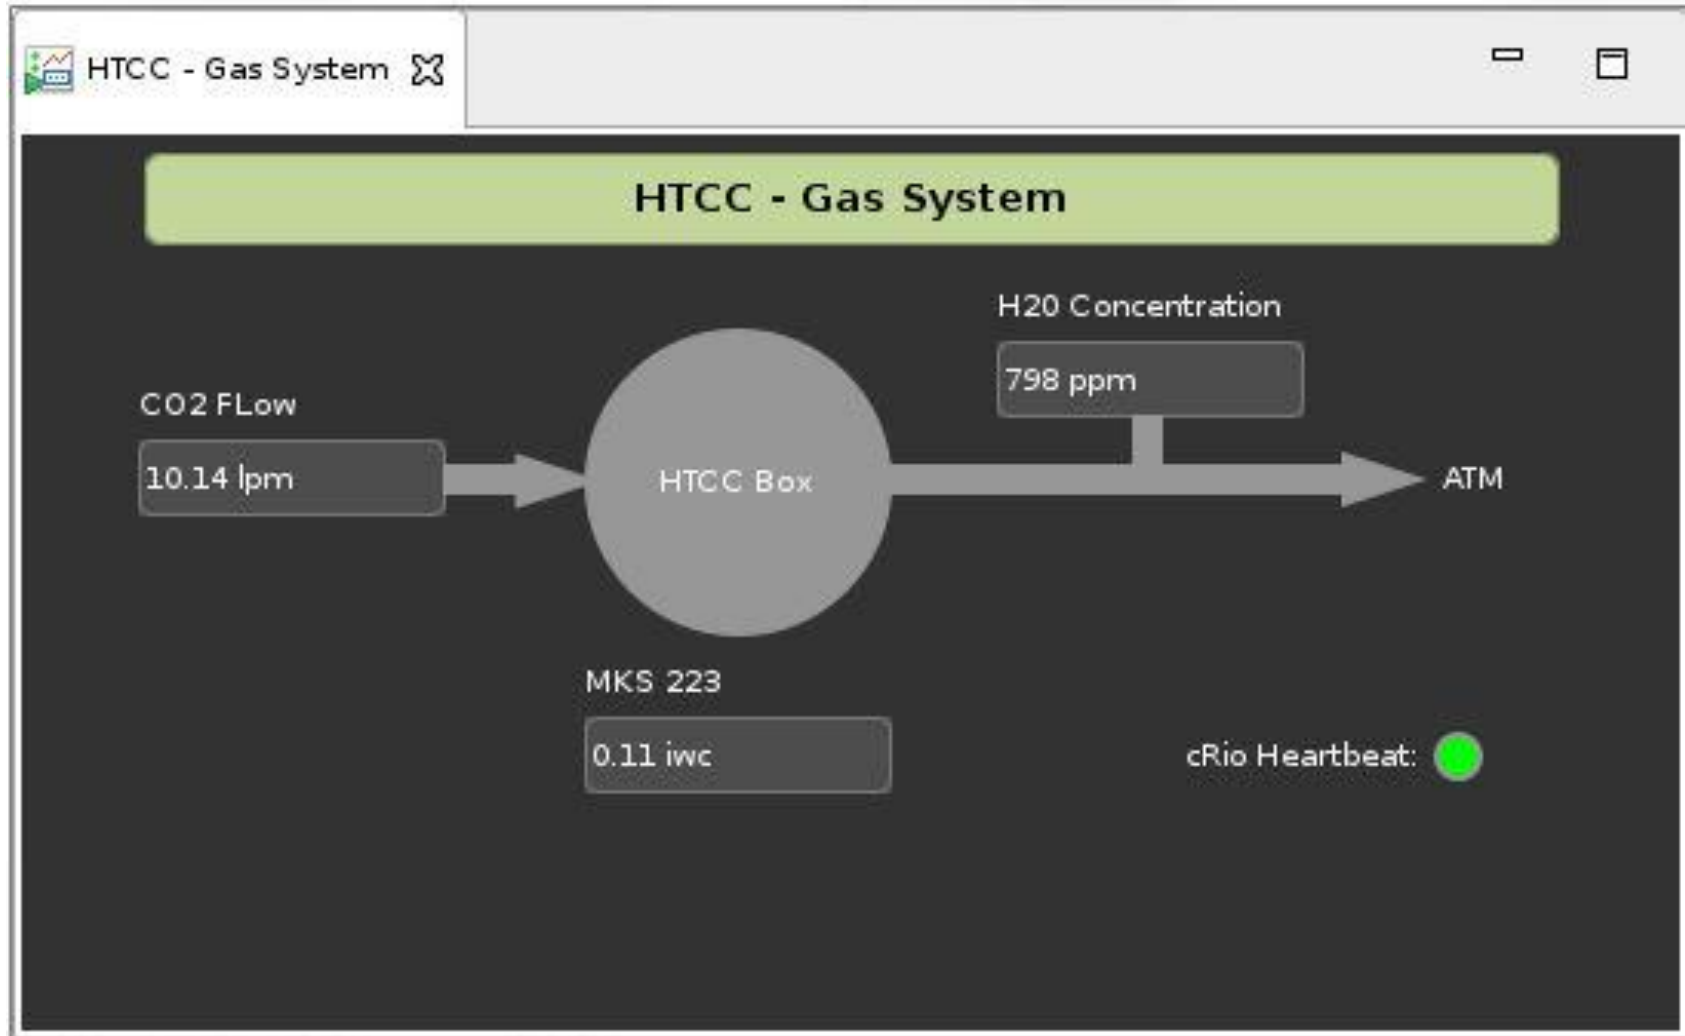 HTCC - Gas System
HTCC - Gas System
H20 Concentration
798 ppm
CO2 FLow
10.14 lpm
HTCC Box
ATM
MKS 223
0.11 iwc
cRio Heartbeat: